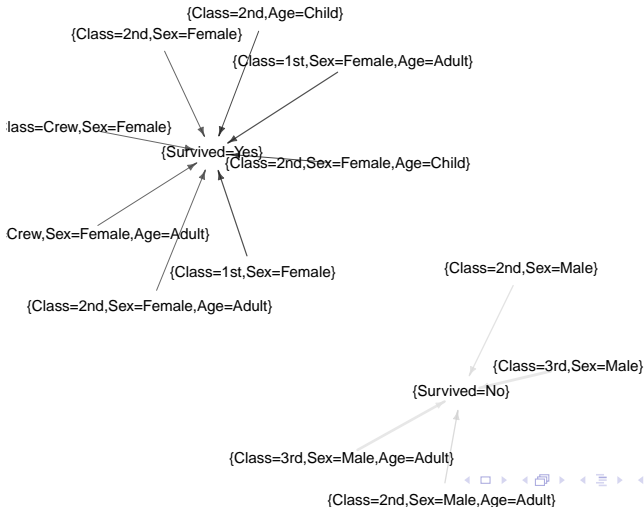 {Class=2nd,Age=Child}
{Class=2nd,Sex=Female}
{Class=1st,Sex=Female,Age=Adult}
lass=Crew,Sex=Female}
{Survived=Yes}
{Class=2nd,Sex=Female,Age=Child}
Crew,Sex=Female,Age=Adult}
{Class=1st,Sex=Female}
{Class=2nd,Sex=Female,Age=Adult}
{Class=2nd,Sex=Male}
{Class=3rd,Sex=Male}
{Survived=No}
{Class=3rd,Sex=Male,Age=Adult}
{Class=2nd,Sex=Male,Age=Adult}